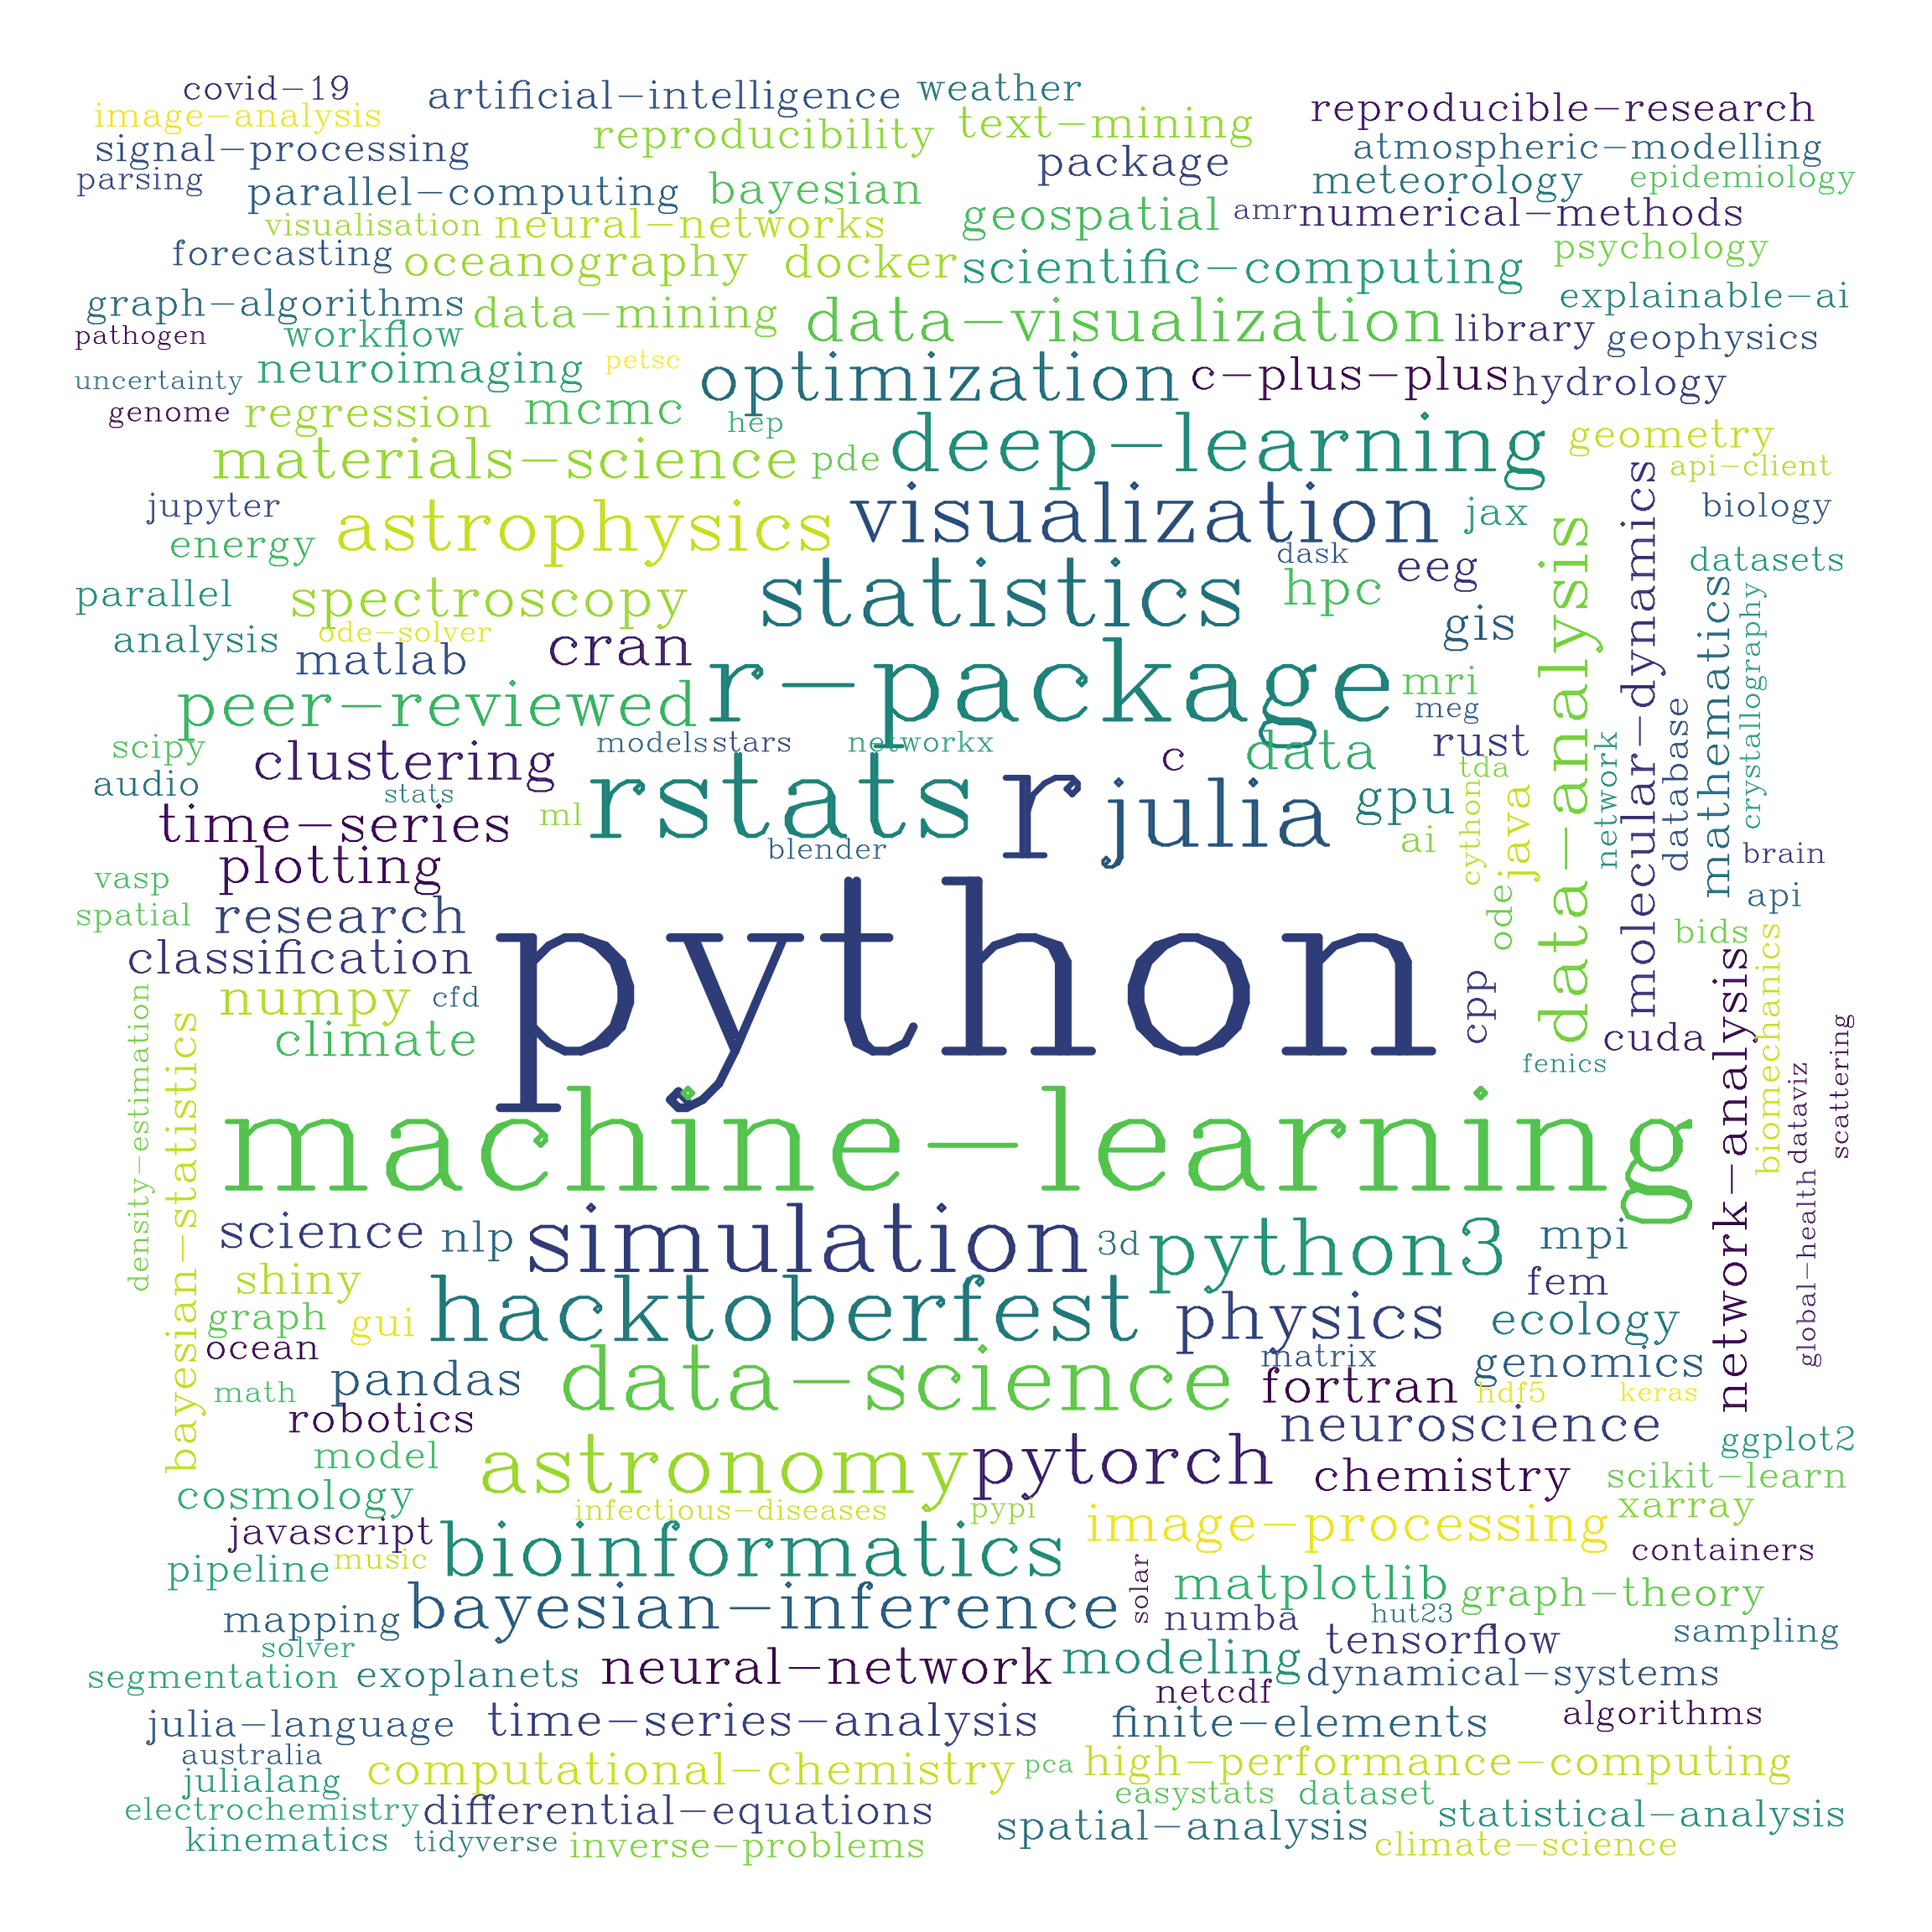 covid-19
artificial-intelligence
weather
image-analysis
reproducibility
text-mining
reproducible-research
signal-processing
package
atmospheric-modelling
parsing
parallel-computing
bayesian
meteorology
epidemiology
visualisation
neural-networks
geospatial
amr
numerical-methods
forecasting
oceanography
docker
scientific-computing
psychology
graph-algorithms
data-mining
data-visualization
library
explainable-ai
pathogen
workflow
geophysics
uncertainty
neuroimaging
petsc
optimization
c-plus-plus
hydrology
genome
regression
mcmc
hep
deep-learning
geometry
materials-science
pde
api-client
jupyter
astrophysics
visualization
jax
biology
energy
dask
eeg
datasets
parallel
spectroscopy
statistics
hpc
data-analysis
molecular-dynamics
mathematics
crystallography
analysis
ode-solver
matlab
cran
gis
peer-reviewed
r-package
mri
meg
scipy
clustering
models
stars
networkx
c
data
rust
tda
network
database
audio
stats
time-series
ml
rstats
r
julia
gpu
ai
cython
java
blender
plotting
brain
vasp
spatial
research
python
ode
api
classification
bids
numpy
cfd
climate
cpp
cuda
fenics
network-analysis
biomechanics
dataviz
scattering
density-estimation
bayesian-statistics
machine-learning
global-health
science
nlp
simulation
3d
python3
mpi
shiny
fem
graph
gui
hacktoberfest
physics
ecology
ocean
matrix
genomics
math
pandas
data-science
fortran
hdf5
keras
robotics
neuroscience
model
astronomy
pytorch
ggplot2
cosmology
chemistry
scikit-learn
infectious-diseases
pypi
xarray
javascript
bioinformatics
image-processing
containers
pipeline
music
solar
matplotlib
graph-theory
mapping
bayesian-inference
numba
hut23
solver
tensorflow
sampling
segmentation
exoplanets
neural-network
modeling
dynamical-systems
netcdf
julia-language
time-series-analysis
finite-elements
algorithms
australia
julialang
computational-chemistry
pca
high-performance-computing
electrochemistry
differential-equations
easystats
dataset
statistical-analysis
kinematics
tidyverse
inverse-problems
spatial-analysis
climate-science